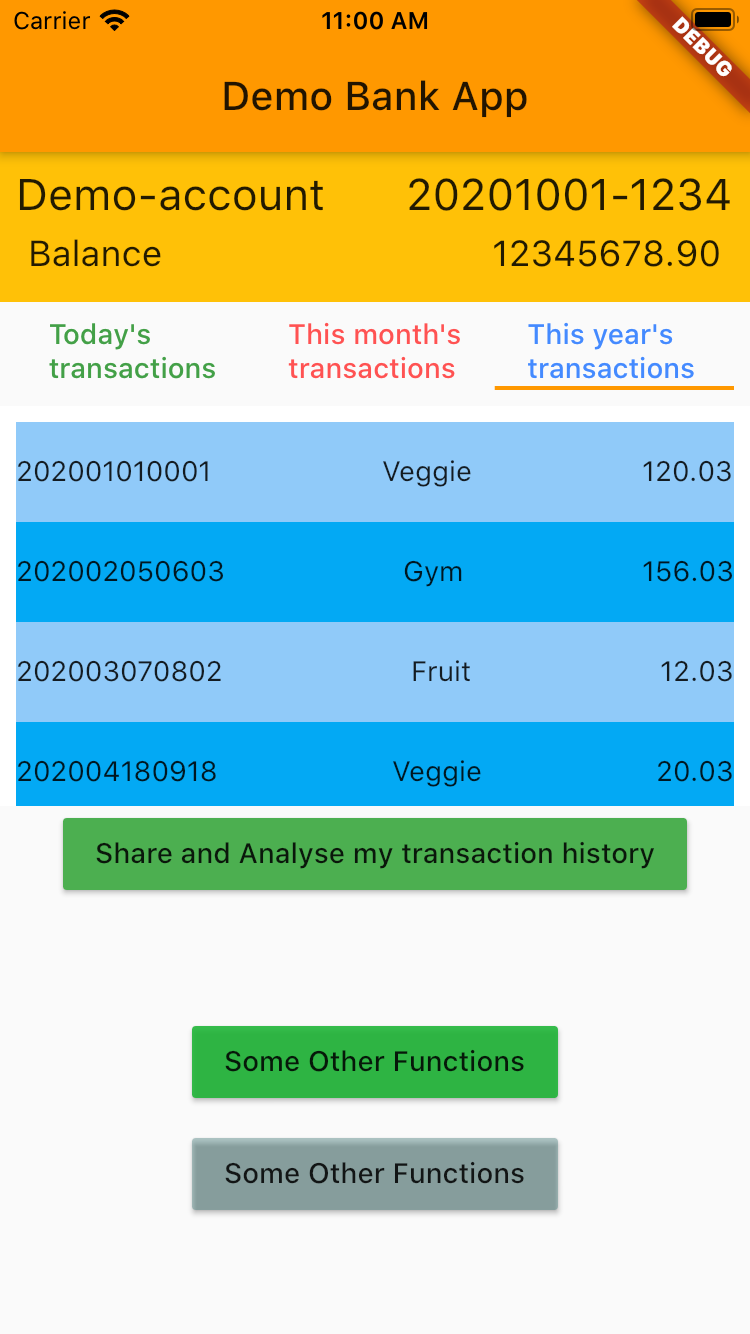 Carrier 11:00 AM
DEBUG
Demo Bank App
Demo-account 20201001-1234
Balance 12345678.90
Today's This month's This year's
transactions transactions transactions
202001010001 Veggie 120.03
202002050603 Gym 156.03
202003070802 Fruit 12.03
202004180918 Veggie 20.03
Share and Analyse my transaction history
Some Other Functions
Some Other Functions